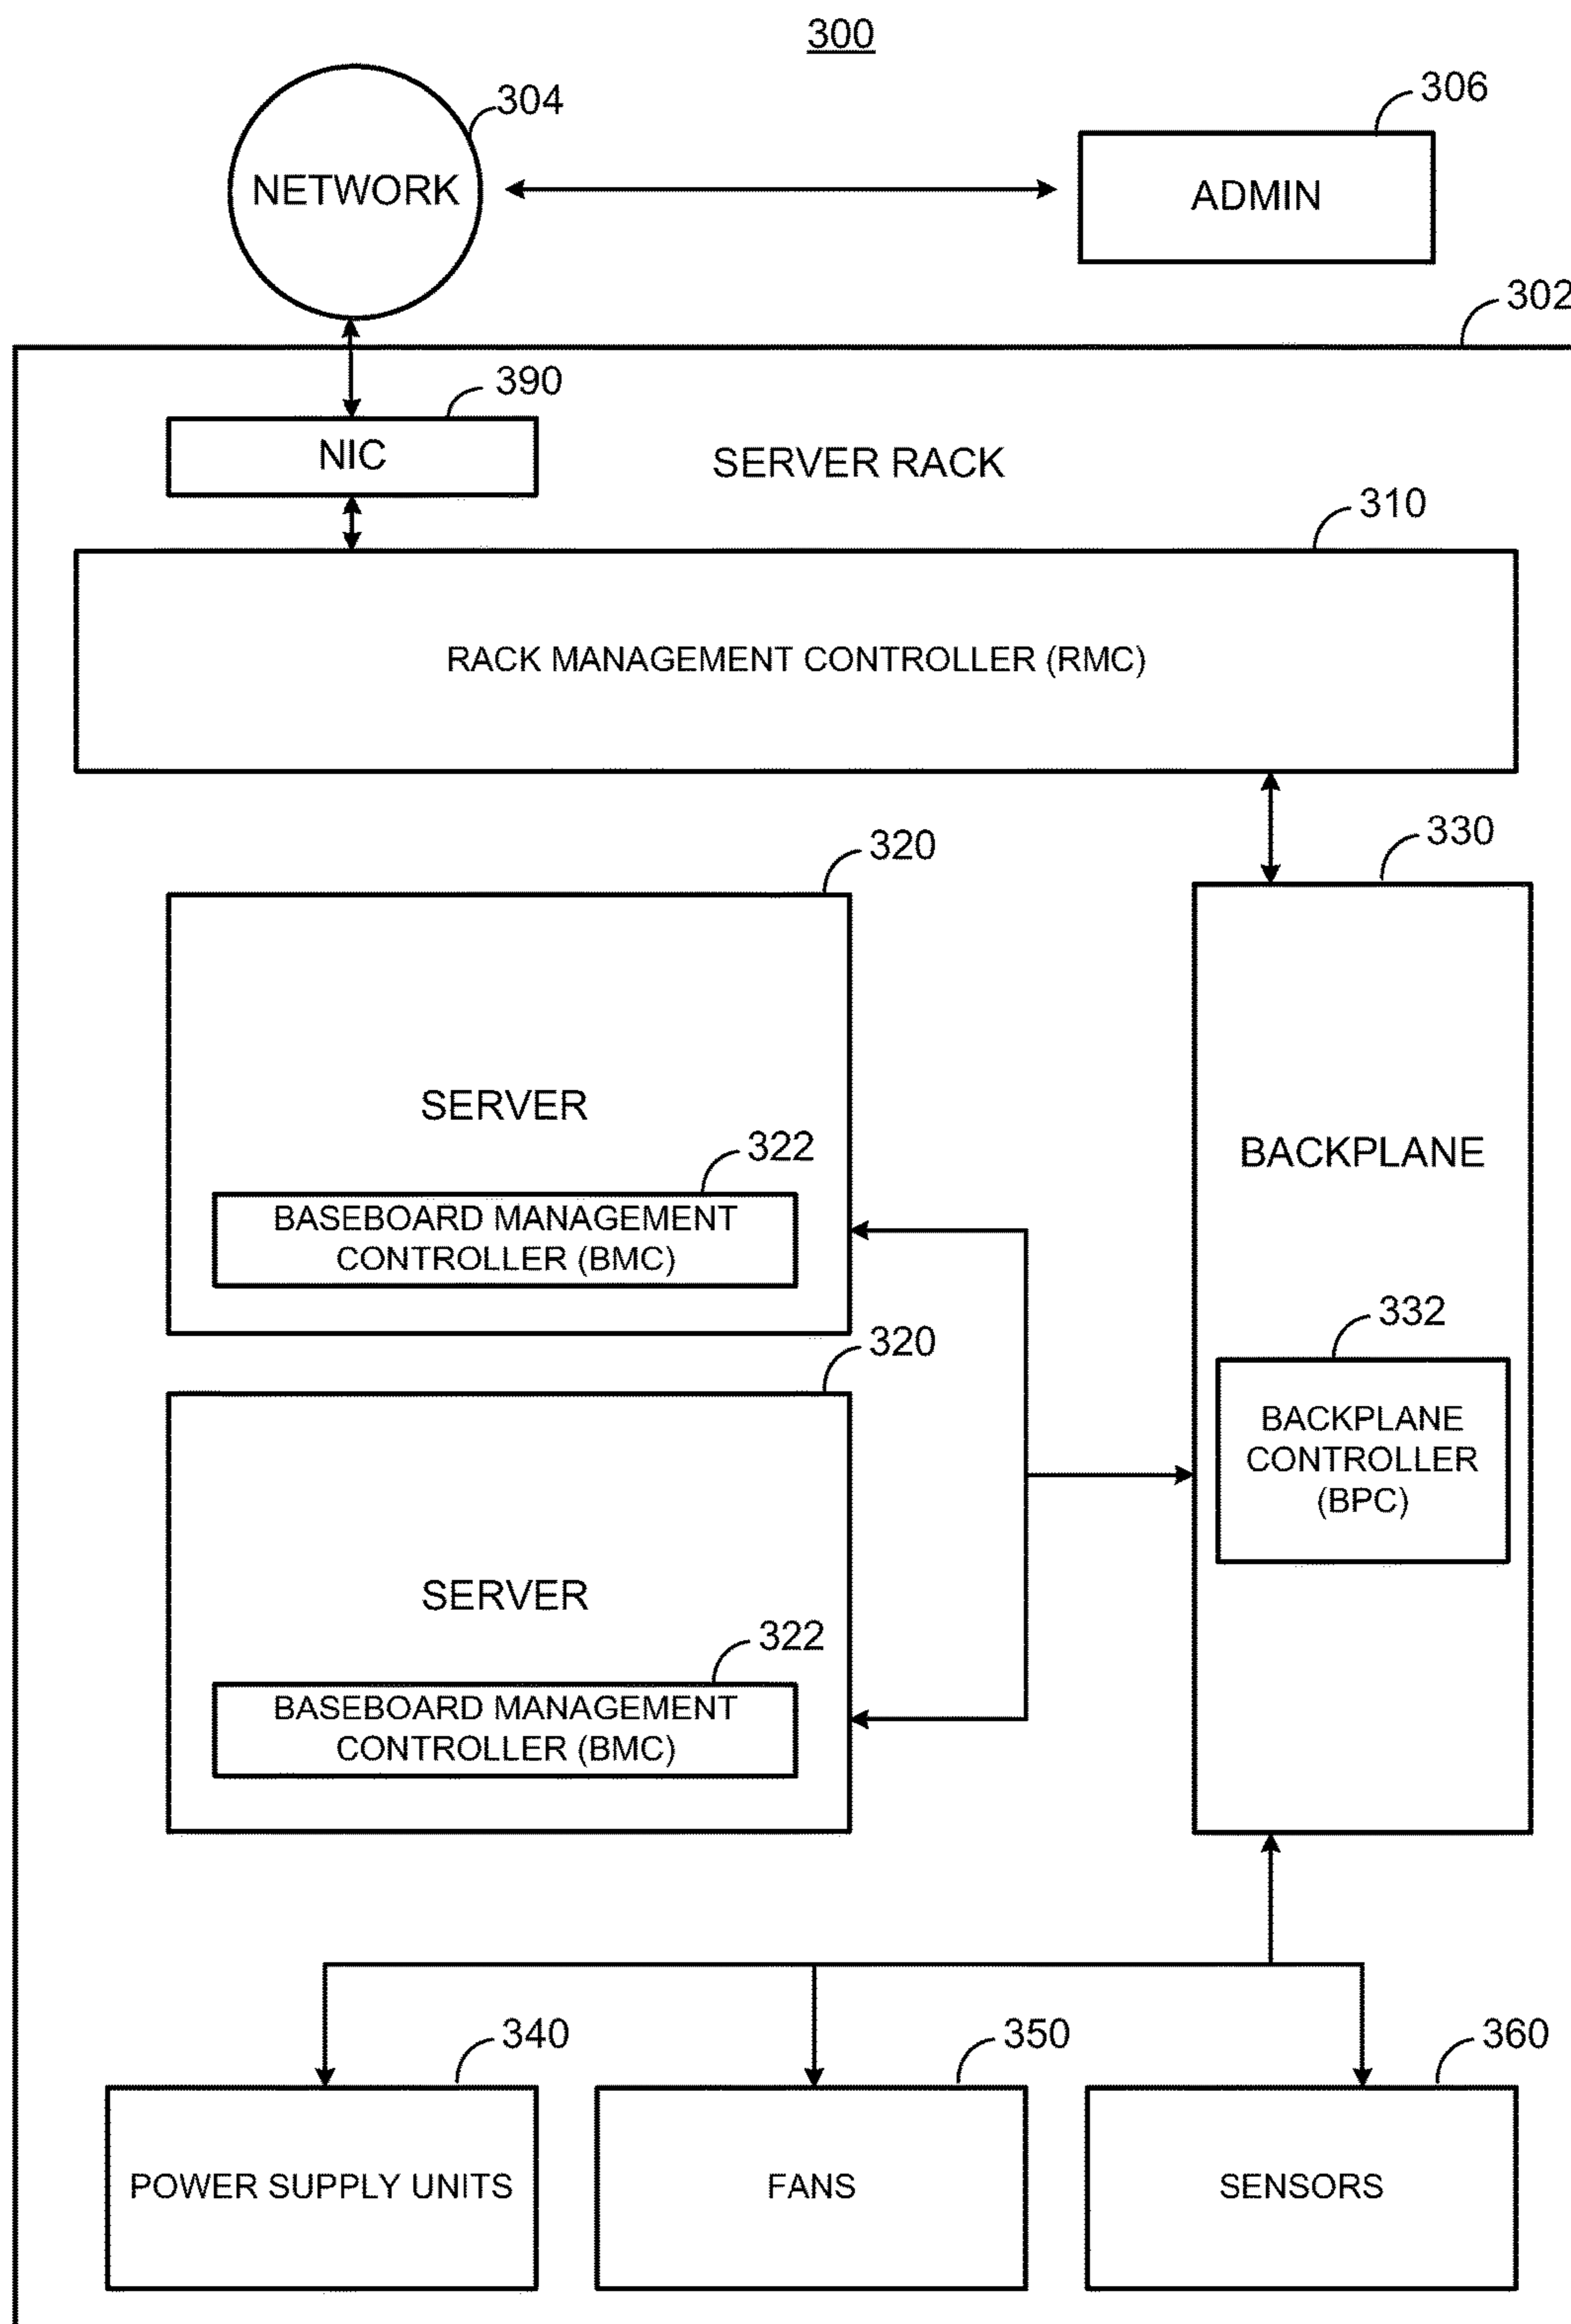 300
304
306
NETWORK
ADMIN
302
390
NIC
SERVER RACK
310
RACK MANAGEMENT CONTROLLER (RMC)
320
330
SERVER
322
BASEBOARD MANAGEMENT
CONTROLLER (BMC)
BACKPLANE
332
BACKPLANE
CONTROLLER
(BPC)
320
SERVER
322
BASEBOARD MANAGEMENT
CONTROLLER (BMC)
340
350
360
POWER SUPPLY UNITS
FANS
SENSORS